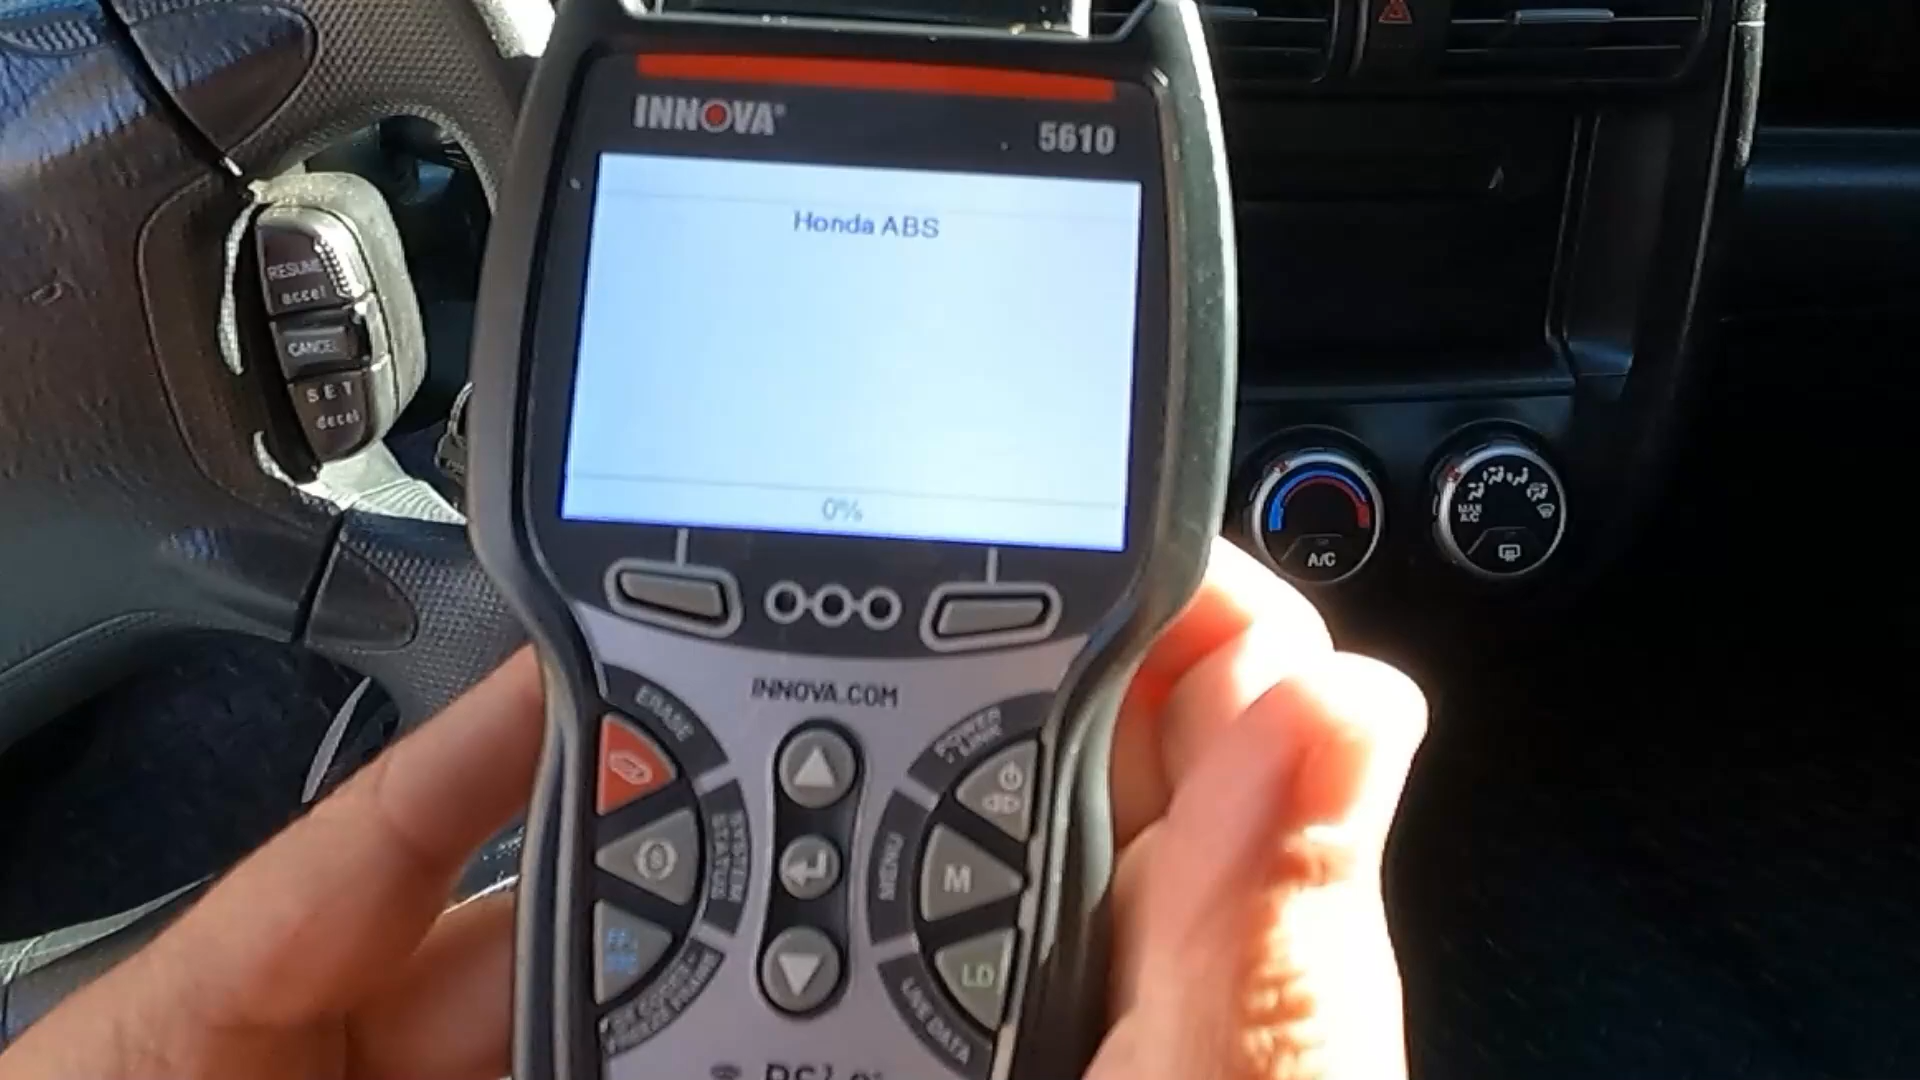 INNOVA®
5610
Honda ABS
0%
RESUME
accel
CANCEL
SET
decel
MAX
A/C
A/C
INNOVA.COM
ERASE
POWER
/ LINK
SYSTEM
STATUS
MENU
M
LD
LIVE DATA